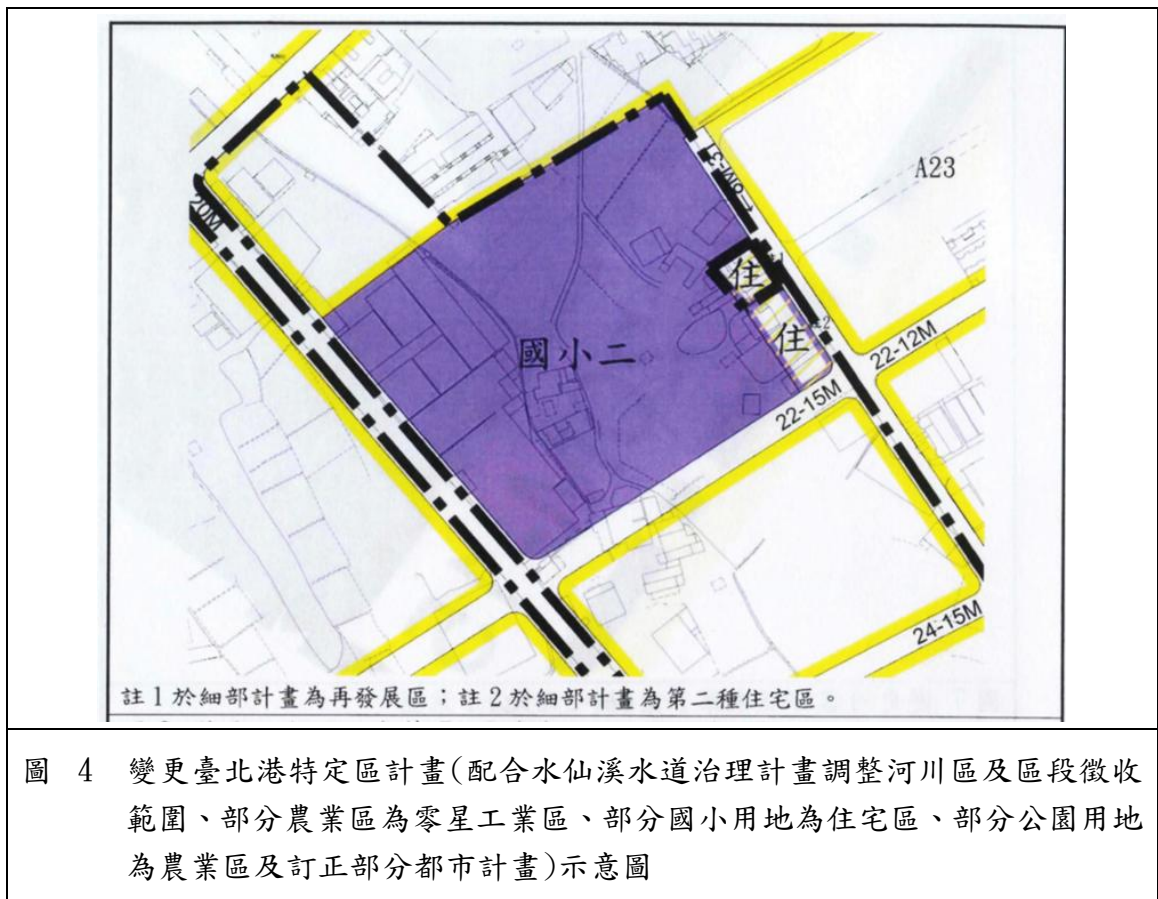 20M
1-8M-31
A23
住
住註2
國小二
22-12M
22-15M
24-15M
註1於細部計畫為再發展區；註2於細部計畫為第二種住宅區。
圖 4 變更臺北港特定區計畫(配合水仙溪水道治理計畫調整河川區及區段徵收
範圍、部分農業區為零星工業區、部分國小用地為住宅區、部分公園用地
為農業區及訂正部分都市計畫)示意圖